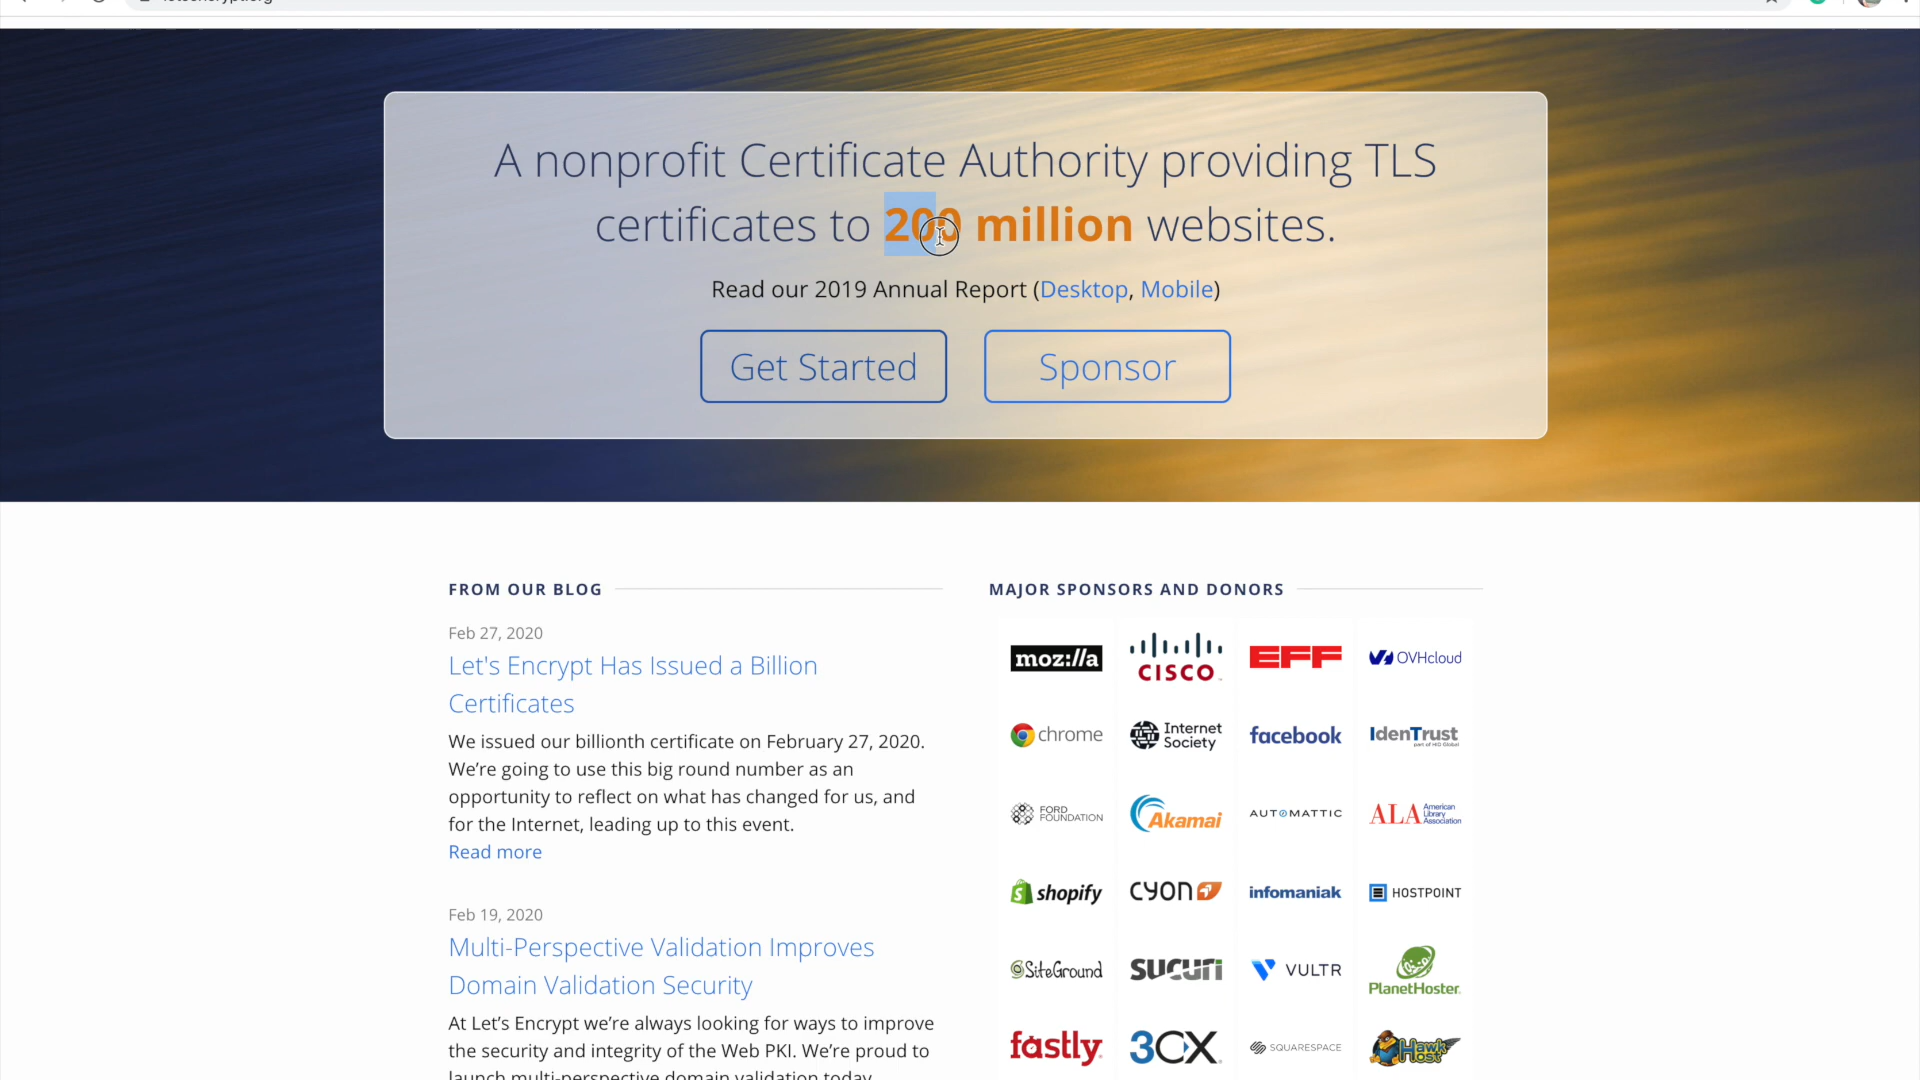 A nonprofit Certificate Authority providing TLS
certificates to 200 million websites.
Read our 2019 Annual Report (Desktop, Mobile)
Get Started
Sponsor
FROM OUR BLOG
Feb 27, 2020
Let's Encrypt Has Issued a Billion
Certificates
We issued our billionth certificate on February 27, 2020.
We’re going to use this big round number as an
opportunity to reflect on what has changed for us, and
for the Internet, leading up to this event.
Read more
Feb 19, 2020
Multi-Perspective Validation Improves
Domain Validation Security
At Let’s Encrypt we’re always looking for ways to improve
the security and integrity of the Web PKI. We’re proud to
launch multi-perspective domain validation today
MAJOR SPONSORS AND DONORS
moz://a
CISCO
EFF
OVHcloud
chrome
Internet
Society
facebook
IdenTrust
part of HID Global
FORD
FOUNDATION
Akamai
AUTOMATTIC
ALA American
Library
Association
shopify
cyon
infomaniak
HOSTPOINT
SiteGround
SUCURI
VULTR
PlanetHoster
fastly
3CX
SQUARESPACE
Hawk
Host